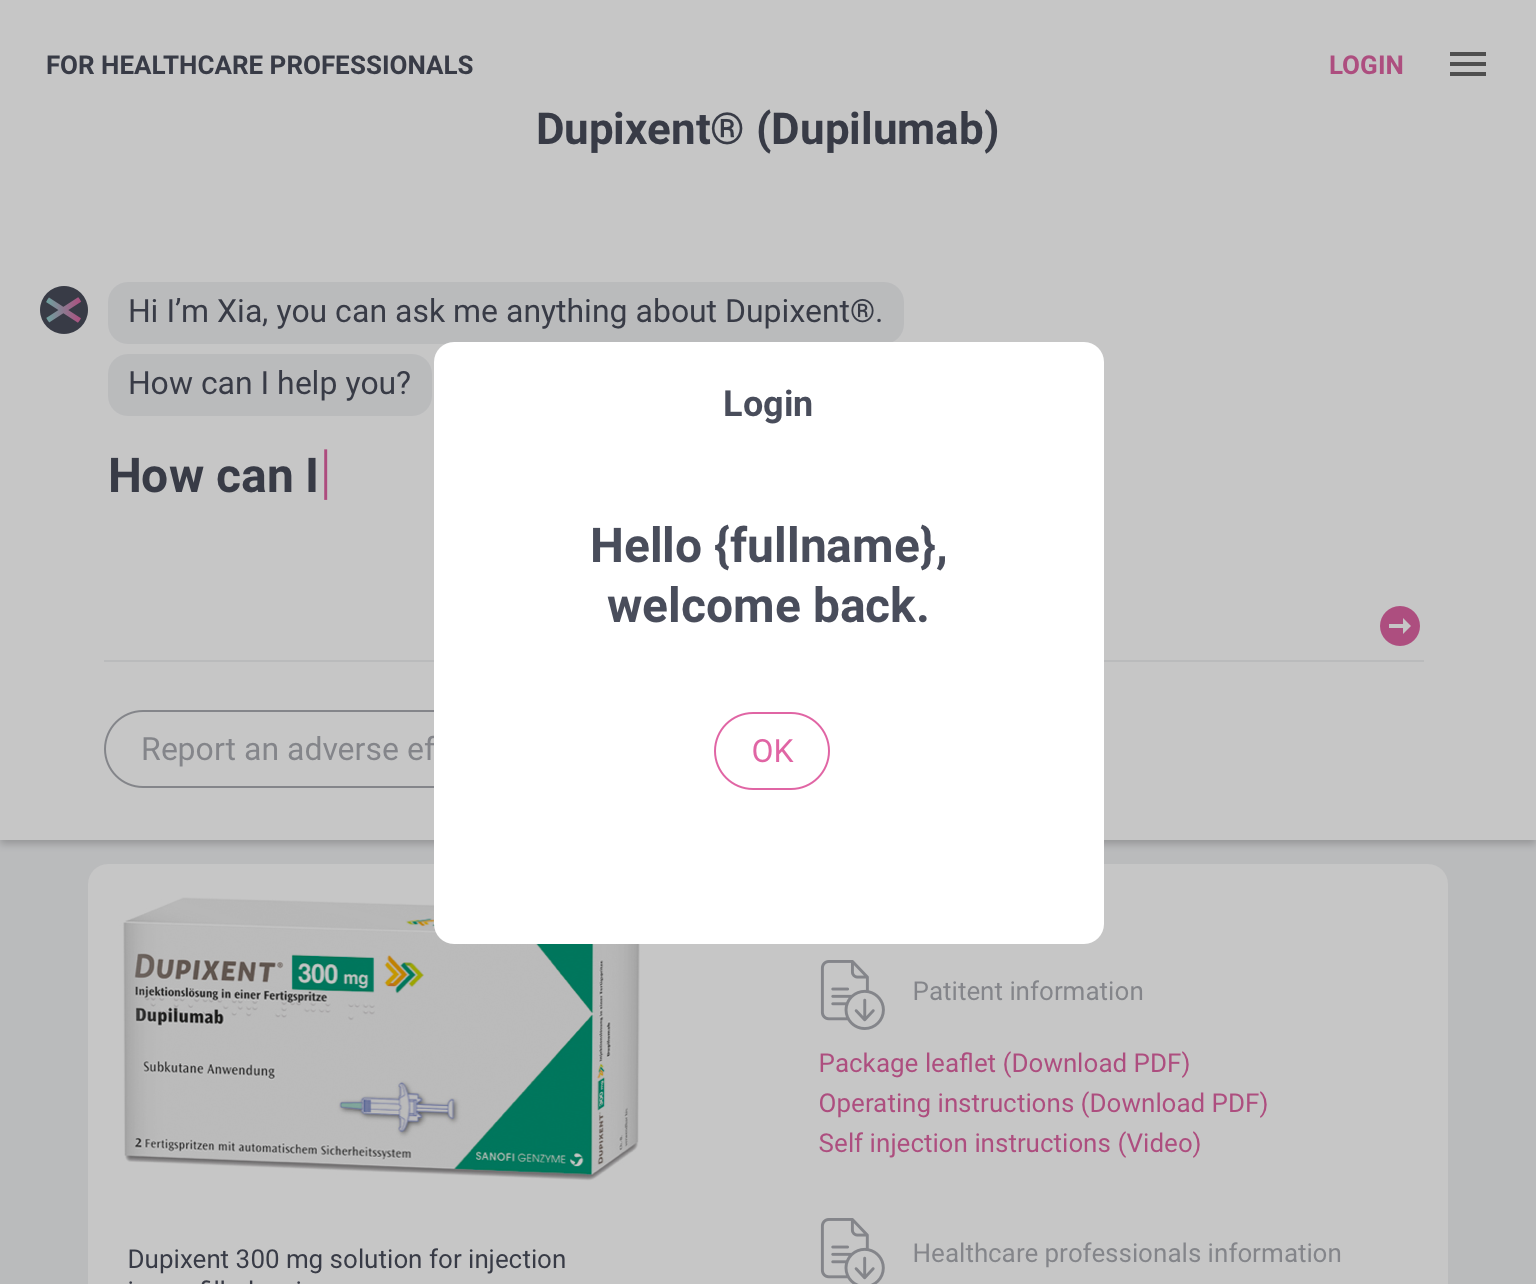 FOR HEALTHCARE PROFESSIONALS
LOGIN
Dupixent® (Dupilumab)
Hi I’m Xia, you can ask me anything about Dupixent®.
How can I help you?
How can I
Login
Hello {fullname},
welcome back.
OK
Report an adverse ef
DUPIXENT® 300 mg
Injektionslösung in einer Fertigspritze
Dupilumab
Subkutane Anwendung
2 Fertigspritzen mit automatischem Sicherheitssystem
SANOFI GENZYME
DUPIXENT 300 mg
Patitent information
Package leaflet (Download PDF)
Operating instructions (Download PDF)
Self injection instructions (Video)
Healthcare professionals information
Dupixent 300 mg solution for injection